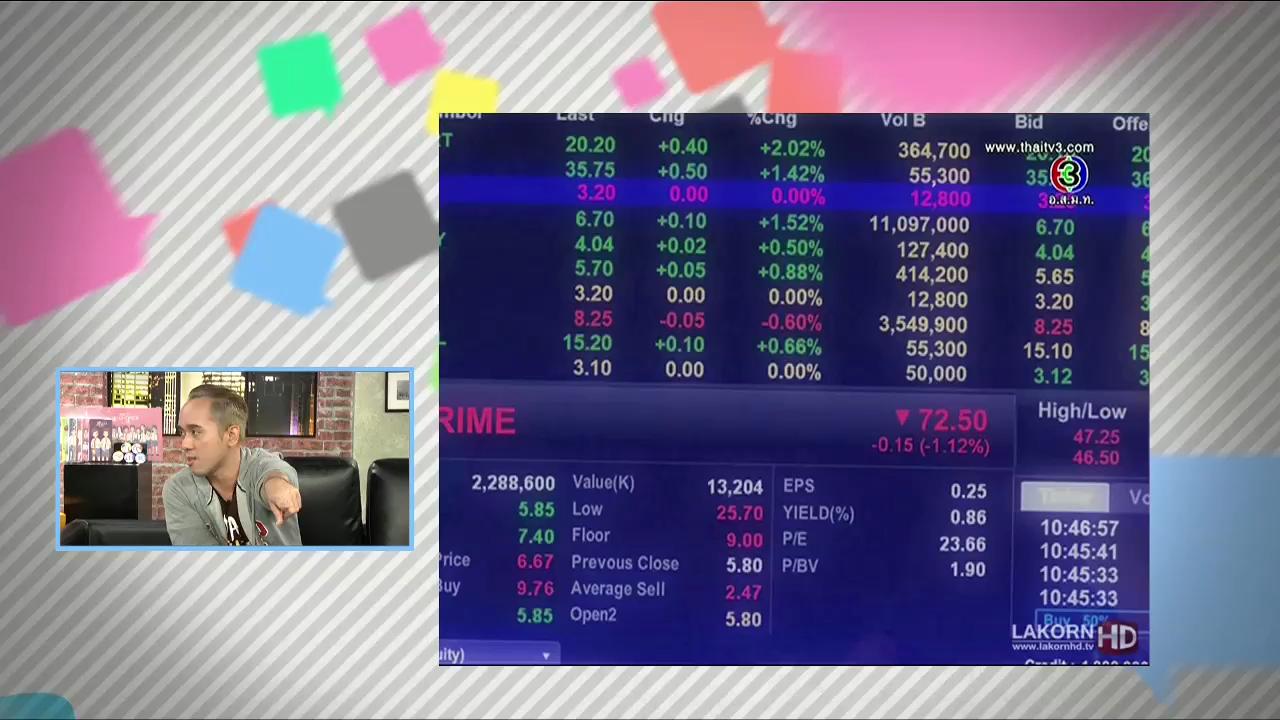 Last Chg %Chg Vol B Bid
20.20 +0.40 +2.02% 364,700
www.thaitv3.com
35.75 +0.50 +1.42% 55,300
3.20 0.00 0.00% 12,800
อ.ส.ม.ท.
6.70 +0.10 +1.52% 11,097,000 6.70
4.04 +0.02 +0.50% 127,400 4.04
5.70 +0.05 +0.88% 414,200 5.65
3.20 0.00 0.00% 12,800 3.20
8.25 -0.05 -0.60% 3,549,900 8.25
15.20 +0.10 +0.66% 55,300 15.10
3.10 0.00 0.00% 50,000 3.12
RIME ▼ 72.50
-0.15 (-1.12%)
High/Low
47.25
46.50
2,288,600 Value(K) 13,204 EPS 0.25
5.85 Low 25.70 YIELD(%) 0.86
7.40 Floor 9.00 P/E 23.66
Price 6.67 Prevous Close 5.80 P/BV 1.90
Buy 9.76 Average Sell 2.47
5.85 Open2 5.80
10:46:57
10:45:41
10:45:33
10:45:33
Buy 50%
LAKORN HD
www.lakornhd.tv